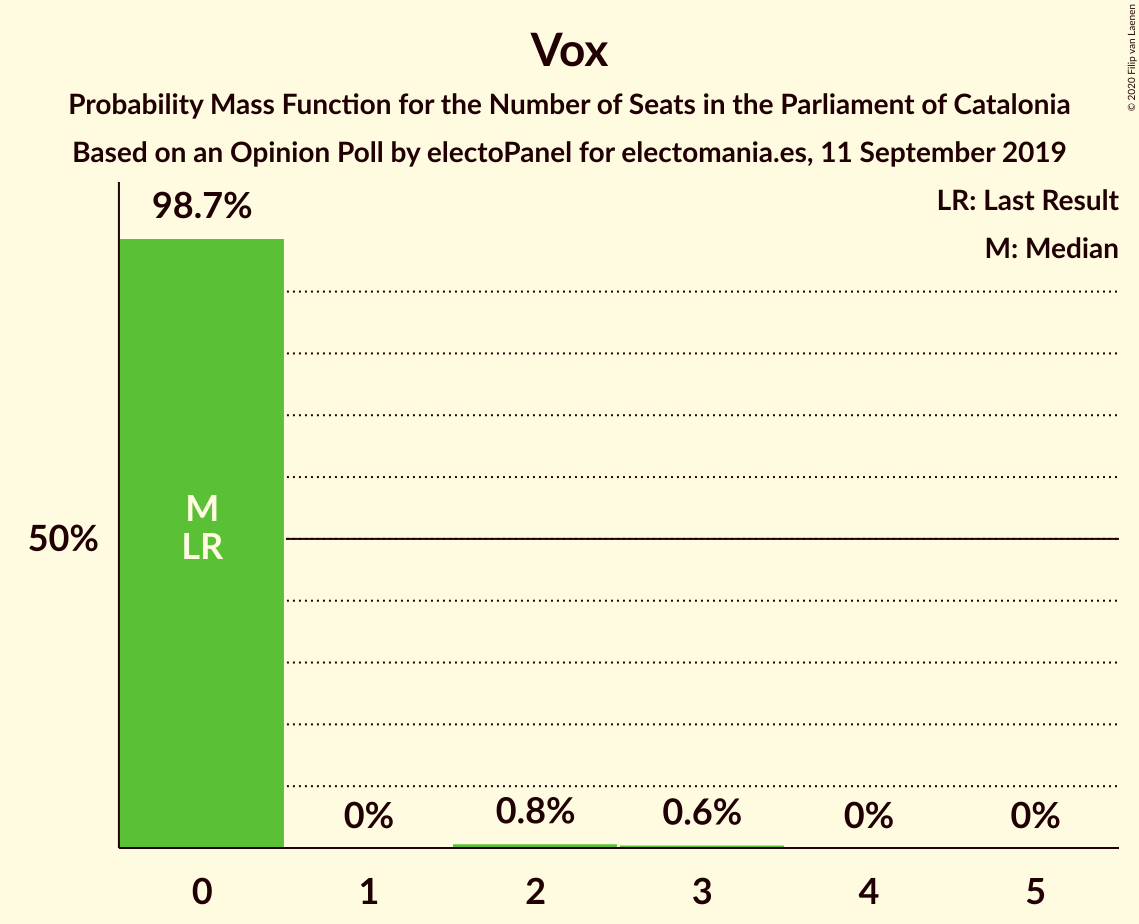 Vox
Probability Mass Function for the Number of Seats in the Parliament of Catalonia
Based on an Opinion Poll by electoPanel for electomania.es, 11 September 2019
© 2020 Filip van Laenen
LR: Last Result
M: Median
98.7%
M
LR
50%
0%
0.8%
0.6%
0%
0%
0
1
2
3
4
5